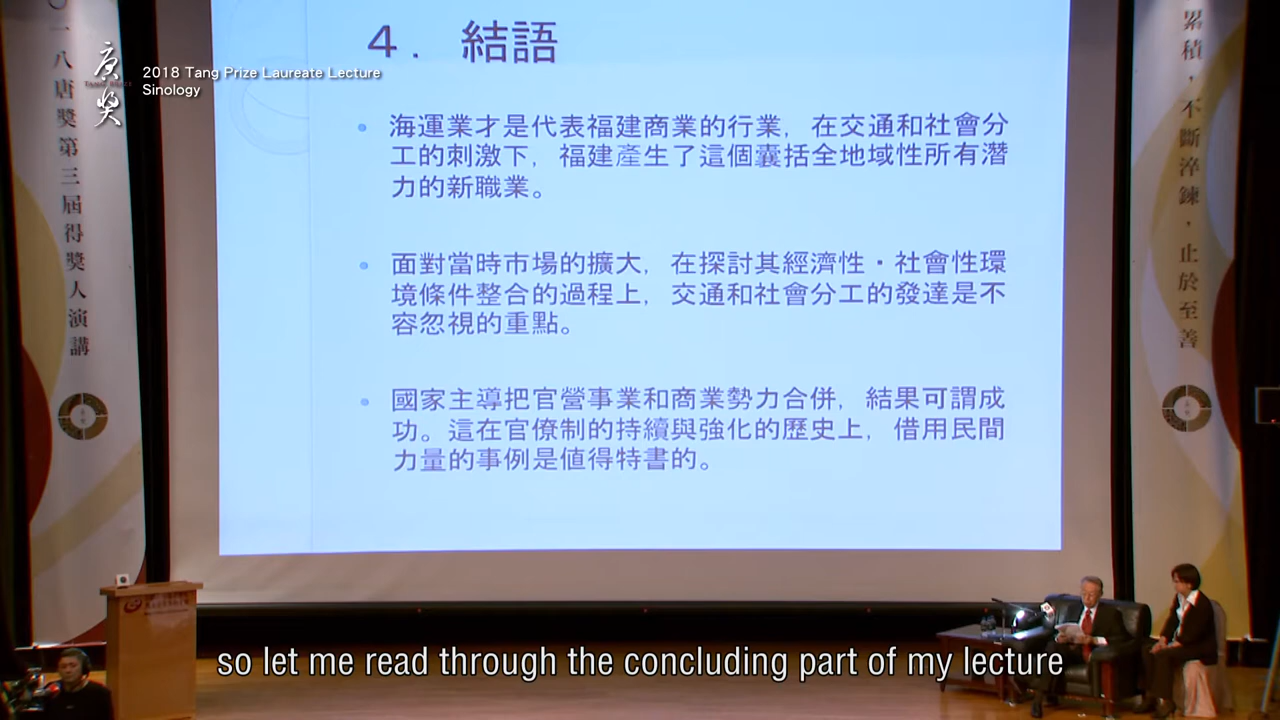 〇一八唐獎第三屆得獎人演講
唐獎
2018 Tang Prize Laureate Lecture
Sinology
4. 結語
海運業才是代表福建商業的行業，在交通和社會分
工的刺激下，福建產生了這個囊括全地域性所有潛
力的新職業。
面對當時市場的擴大，在探討其經濟性・社會性環
境條件整合的過程上，交通和社會分工的發達是不
容忽視的重點。
國家主導把官營事業和商業勢力合併，結果可謂成
功。這在官僚制的持續與強化的歷史上，借用民間
力量的事例是値得特書的。
累積，不斷淬鍊，止於至善
so let me read through the concluding part of my lecture